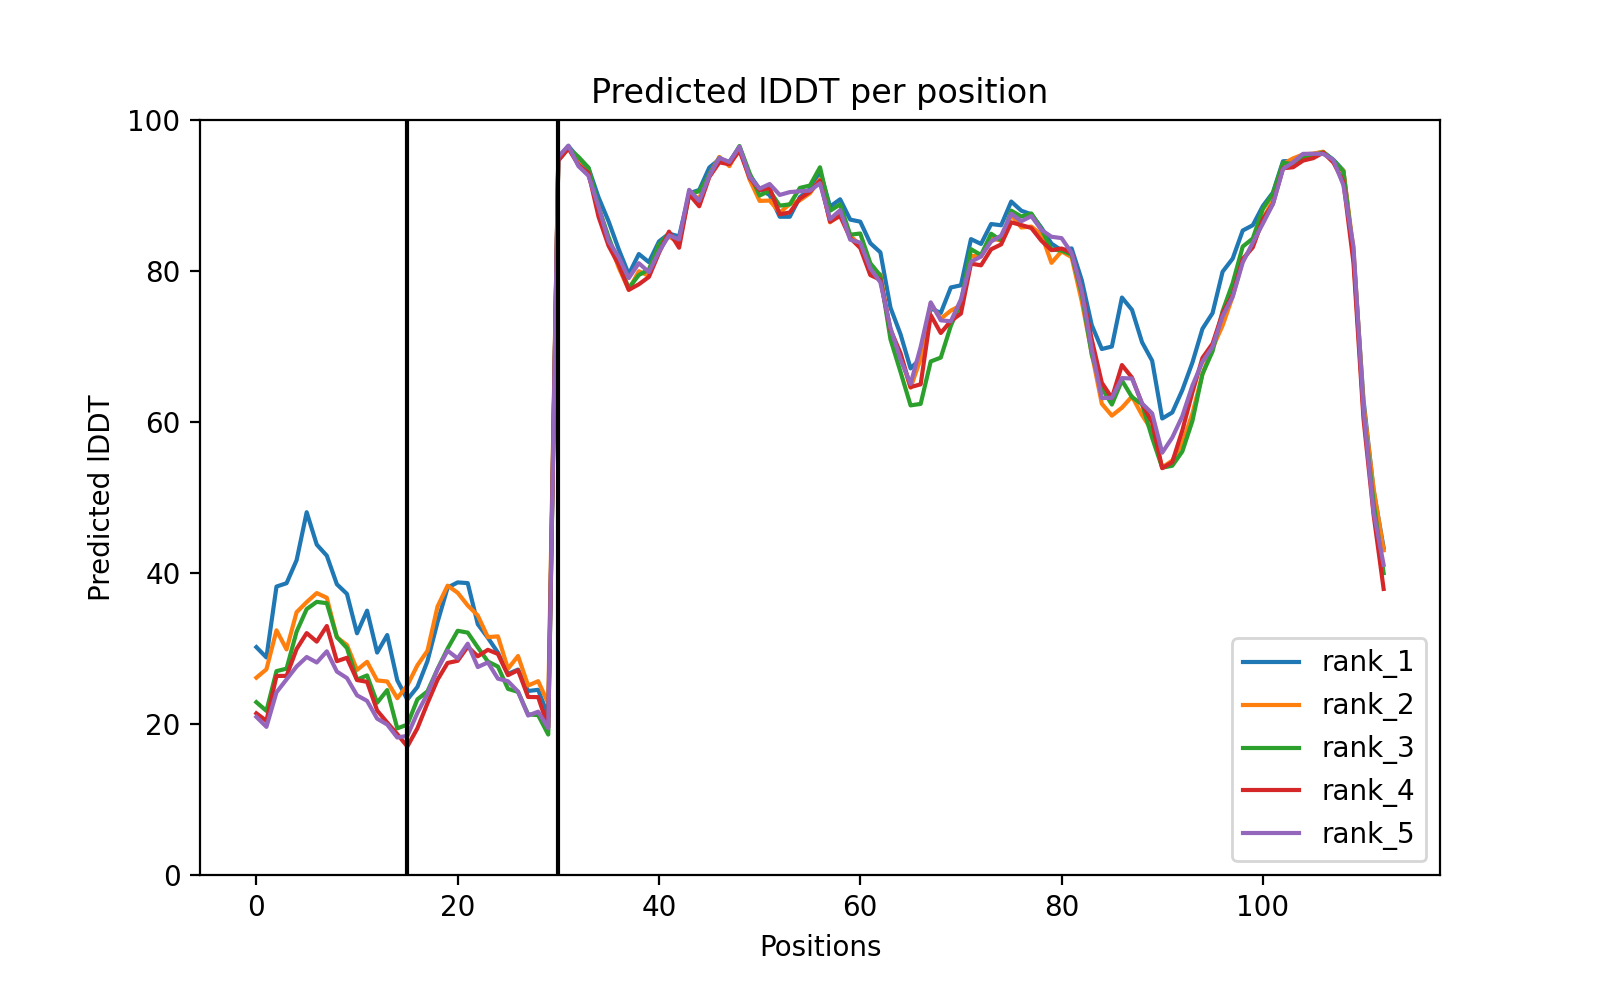 Predicted lDDT per position
100
80
60
40
20
0
Predicted lDDT
0 20 40 60 80 100
Positions
rank_1
rank_2
rank_3
rank_4
rank_5